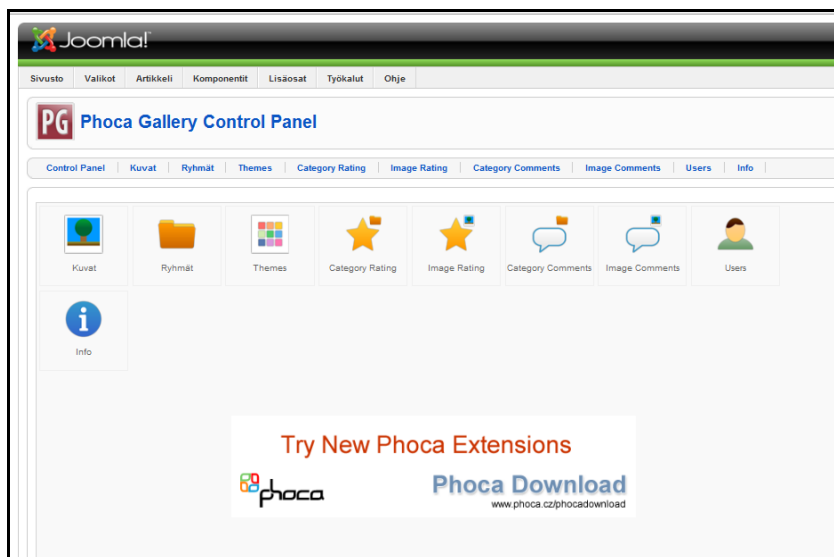 Joomla!
Sivusto Valikot Artikkeli Komponentit Lisäosat Työkalut Ohje
PG Phoca Gallery Control Panel
Control Panel Kuvat Ryhmät Themes Category Rating Image Rating Category Comments Image Comments Users Info
Kuvat Ryhmät Themes Category Rating Image Rating Category Comments Image Comments Users
Info
Try New Phoca Extensions
phoca Phoca Download
www.phoca.cz/phocadownload